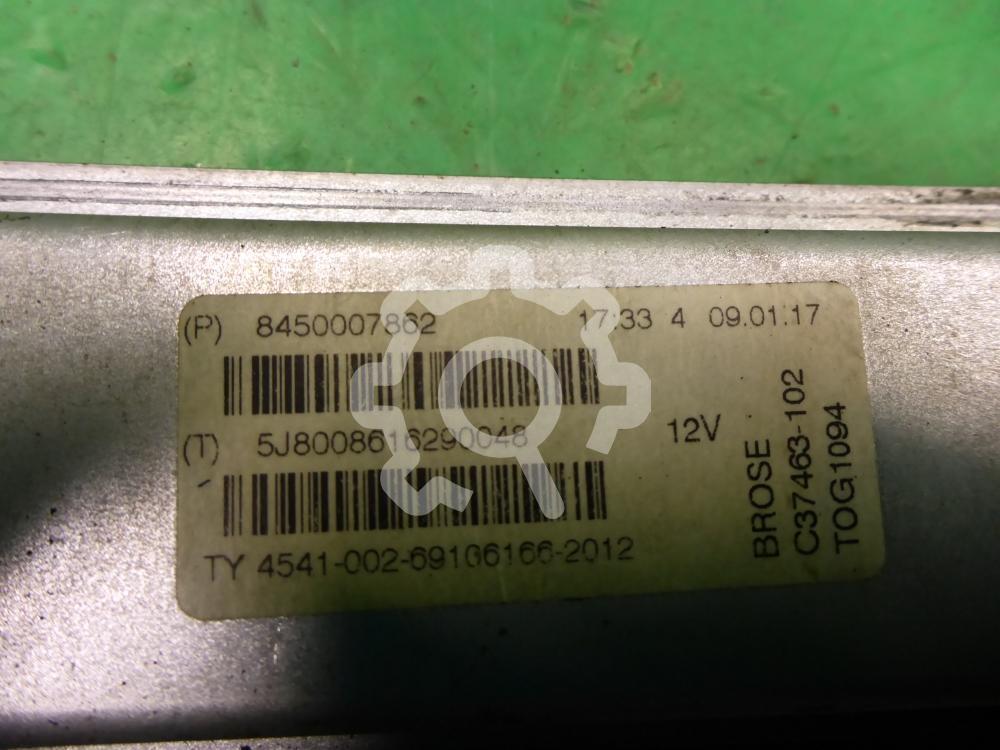 (P) 8450007862 17:33 4 09.01.17
(T) 5J8008616290048 12V
TY 4541-002-69106166-2012
BROSE
C37463-102
TOG1094